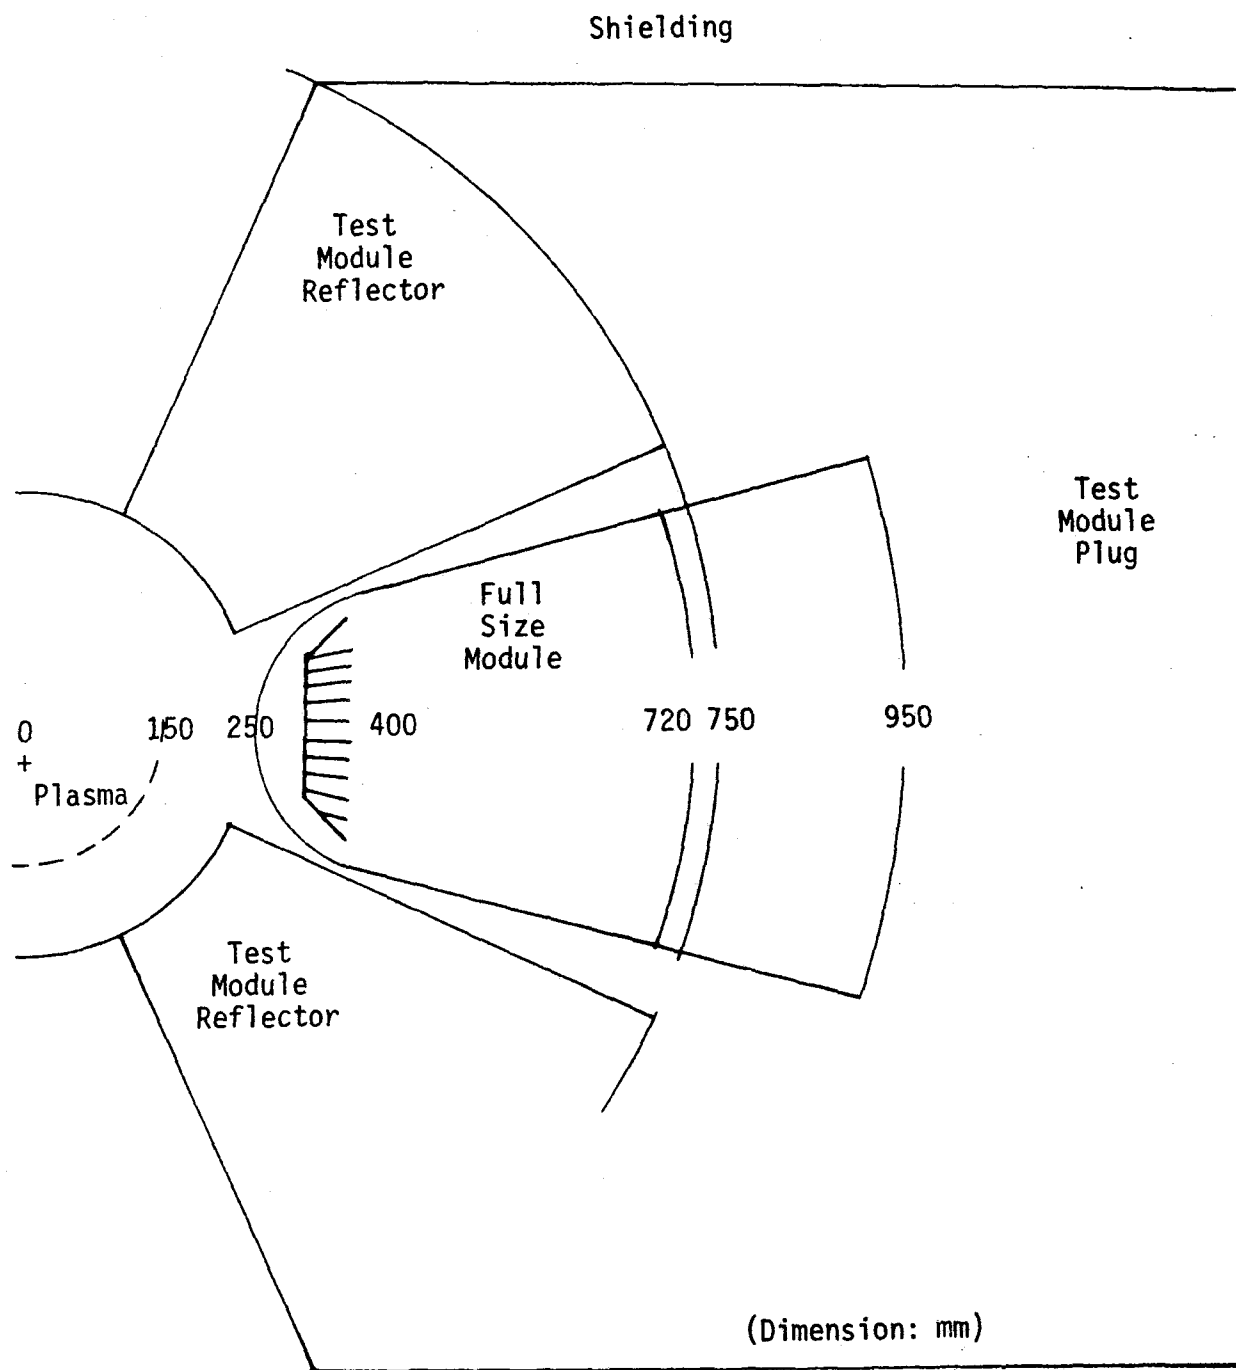 Shielding
Test
Module
Reflector
Test
Module
Plug
Full
Size
Module
0
150
250
400
720
750
950
+
Plasma
Test
Module
Reflector
(Dimension: mm)